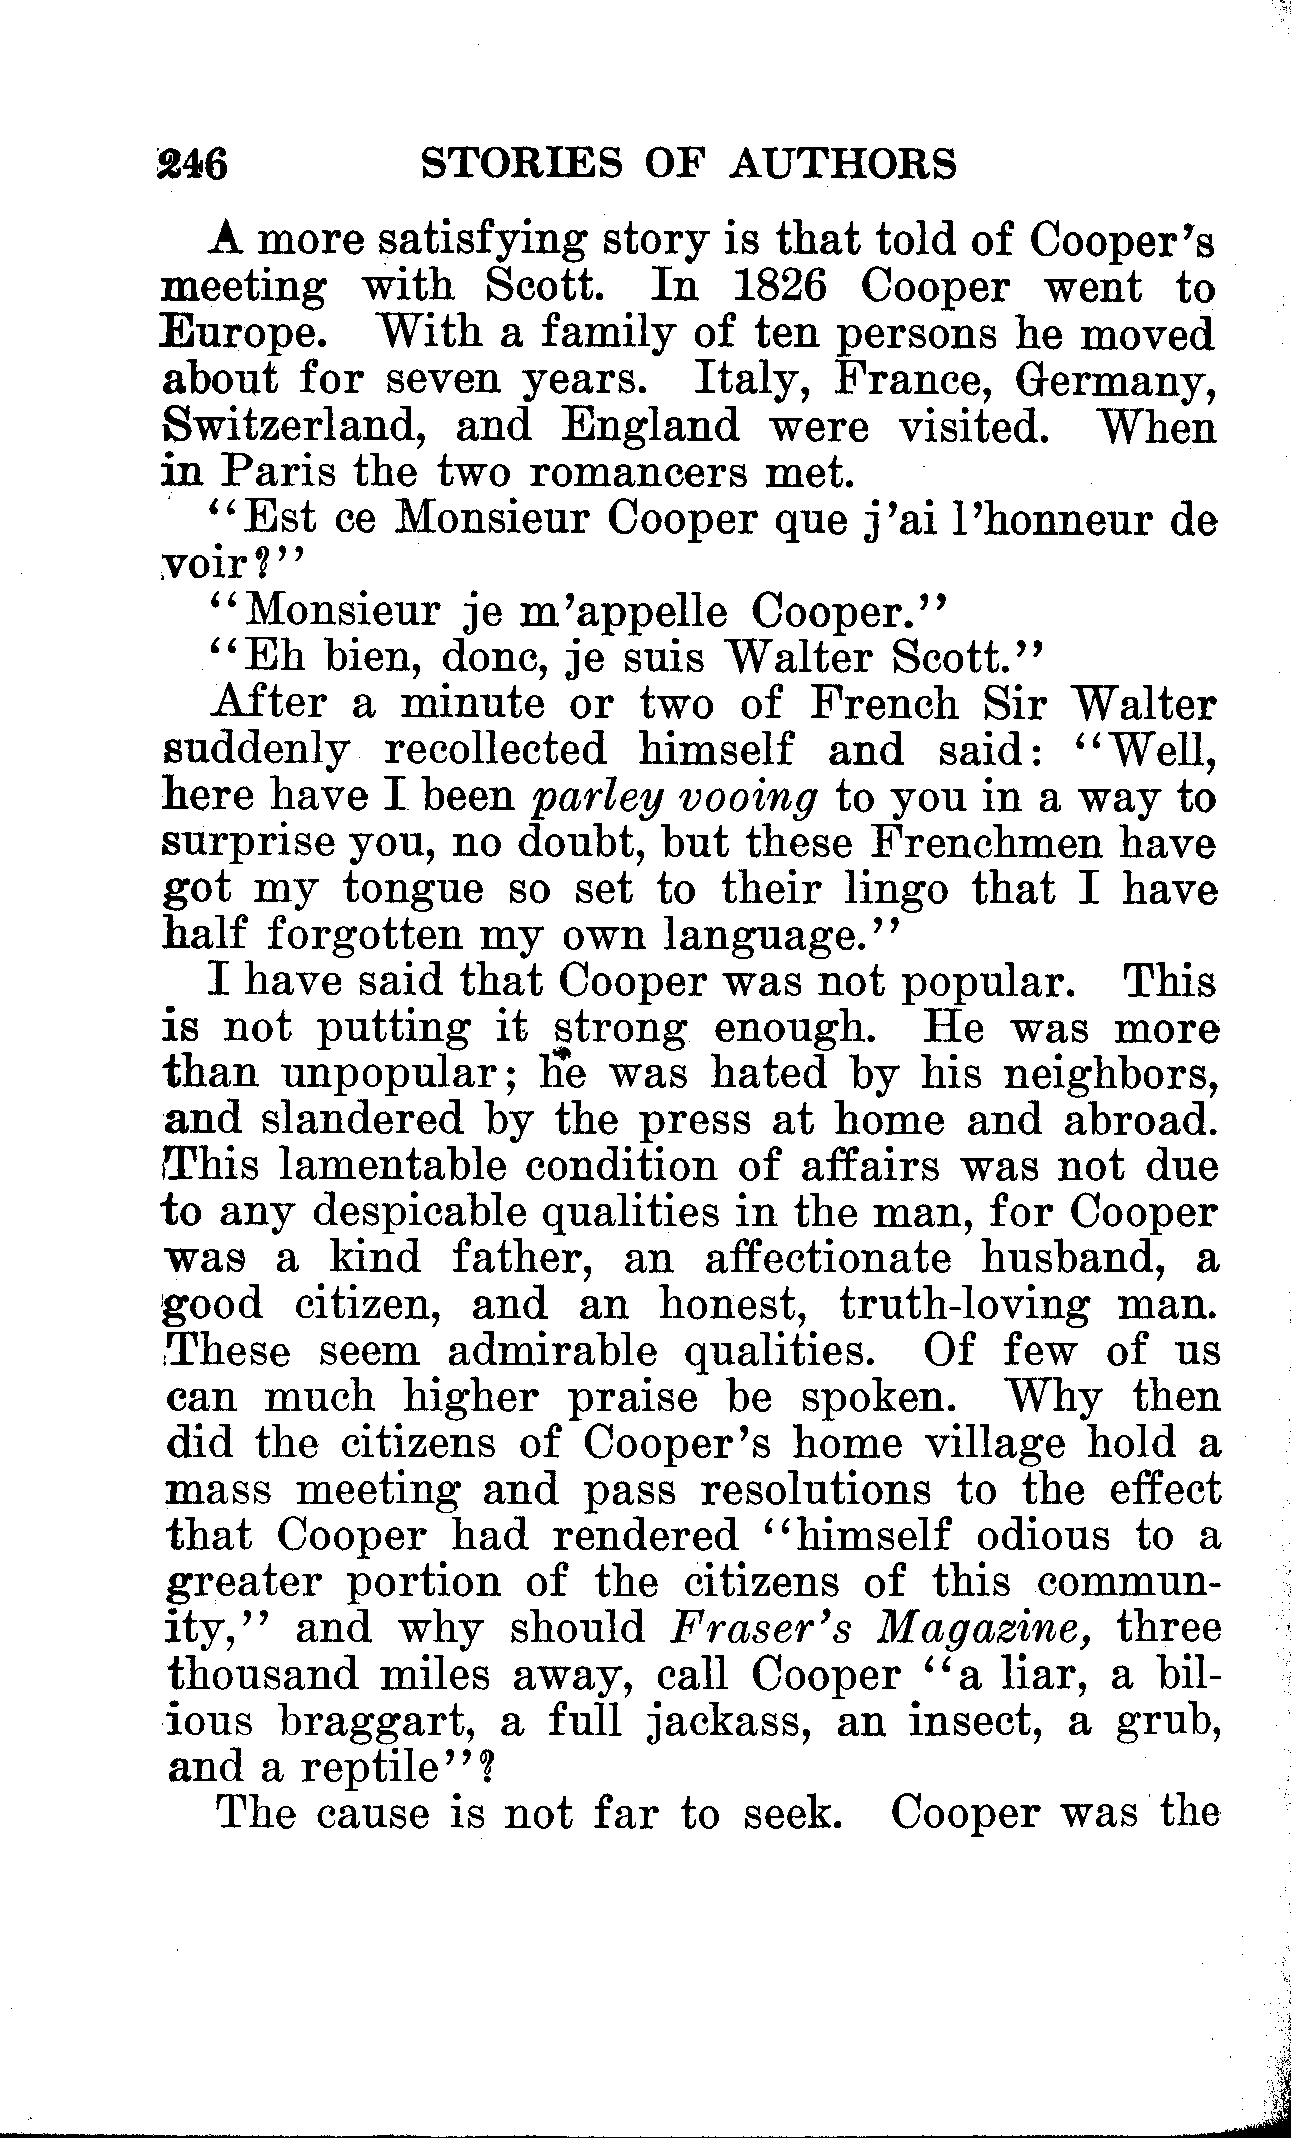 246 STORIES OF AUTHORS
A more satisfying story is that told of Cooper's
meeting with Scott. In 1826 Cooper went to
Europe. With a family of ten persons he moved
about for seven years. Italy, France, Germany,
Switzerland, and England were visited. When
in Paris the two romancers met.
"Est ce Monsieur Cooper que j'ai l'honneur de
voir?"
"Monsieur je m'appelle Cooper."
"Eh bien, donc, je suis Walter Scott."
After a minute or two of French Sir Walter
suddenly recollected himself and said: "Well,
here have I been parley vooing to you in a way to
surprise you, no doubt, but these Frenchmen have
got my tongue so set to their lingo that I have
half forgotten my own language."
I have said that Cooper was not popular. This
is not putting it strong enough. He was more
than unpopular; he was hated by his neighbors,
and slandered by the press at home and abroad.
This lamentable condition of affairs was not due
to any despicable qualities in the man, for Cooper
was a kind father, an affectionate husband, a
good citizen, and an honest, truth-loving man.
These seem admirable qualities. Of few of us
can much higher praise be spoken. Why then
did the citizens of Cooper's home village hold a
mass meeting and pass resolutions to the effect
that Cooper had rendered "himself odious to a
greater portion of the citizens of this commun-
ity," and why should Fraser's Magazine, three
thousand miles away, call Cooper "a liar, a bil-
ious braggart, a full jackass, an insect, a grub,
and a reptile"?
The cause is not far to seek. Cooper was the